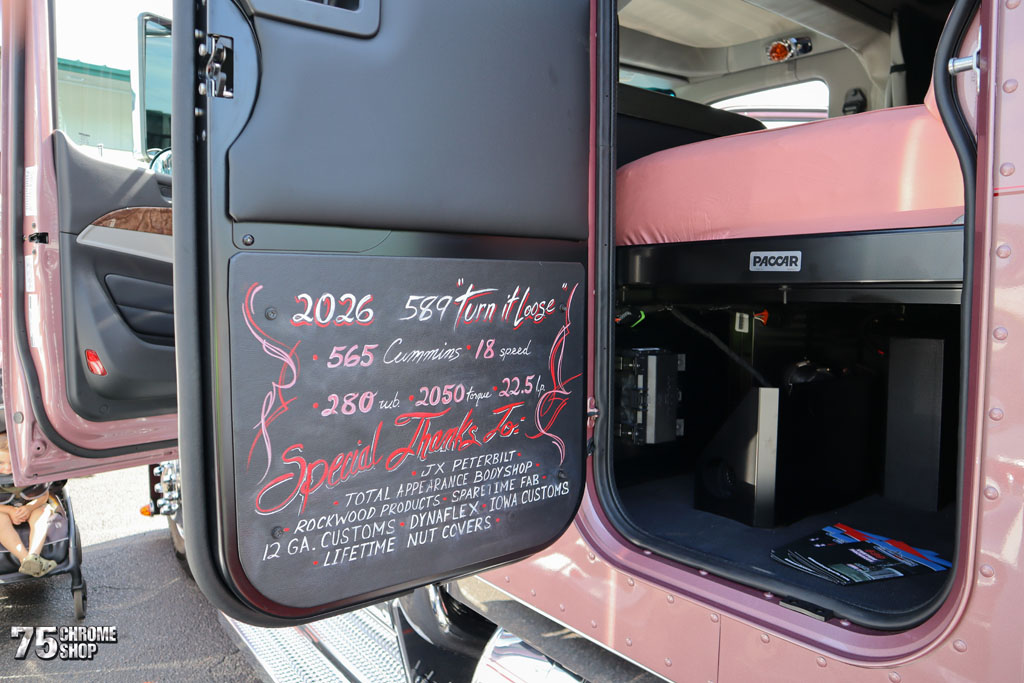 PACCAR
2026 589 "Turn it Loose"
· 565 Cummins · 18 speed
· 280 w.b. · 2050 torque · 22.5 l.p.
Special Thanks To:
· JX PETERBILT ·
· TOTAL APPEARANCE BODYSHOP ·
· ROCKWOOD PRODUCTS · SPARETIME FAB ·
12 GA. CUSTOMS · DYNAFLEX · IOWA CUSTOMS
· LIFETIME NUT COVERS ·
75 CHROME
SHOP